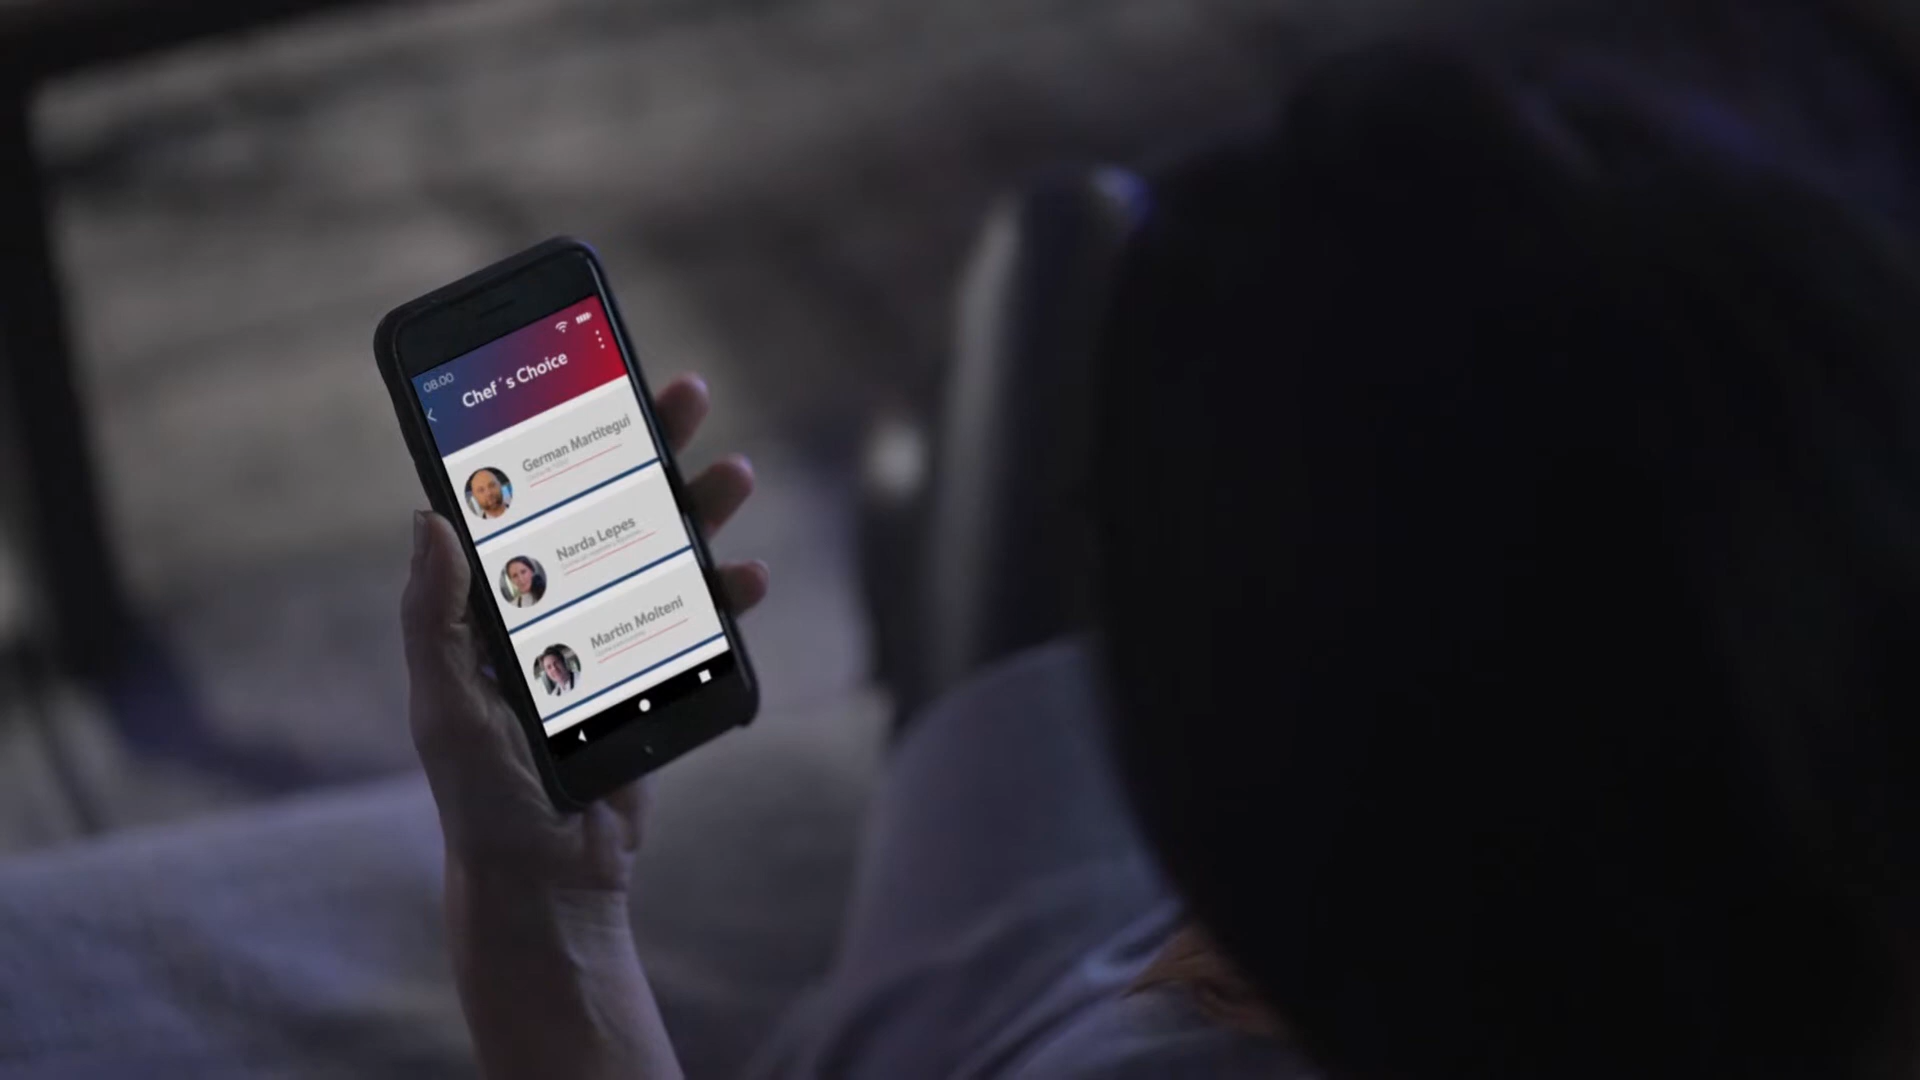 08.00
Chef´s Choice
German Martitegui
Narda Lepes
Martin Molteni